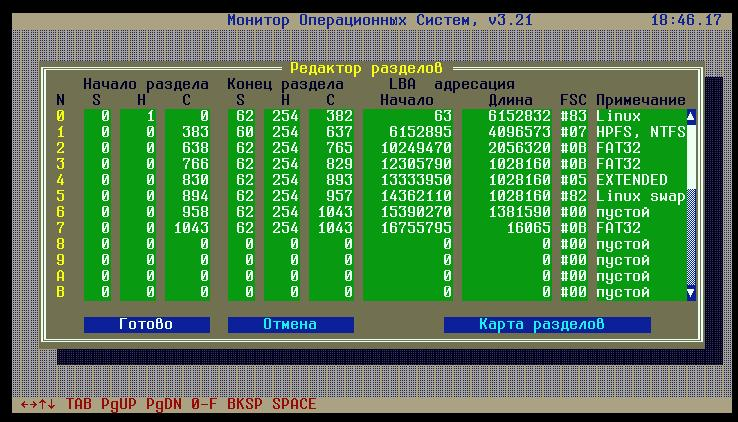 Монитор Операционных Систем, v3.21 18:46.17
Редактор разделов
Начало раздела Конец раздела LBA адресация
N S H C S H C Начало Длина FSC Примечание
0 0 1 0 62 254 382 63 6152832 #83 Linux
1 0 0 383 60 254 637 6152895 4096573 #07 HPFS, NTFS
2 0 0 638 62 254 765 10249470 2056320 #0B FAT32
3 0 0 766 62 254 829 12305790 1028160 #0B FAT32
4 0 0 830 62 254 893 13333950 1028160 #05 EXTENDED
5 0 0 894 62 254 957 14362110 1028160 #82 Linux swap
6 0 0 958 62 254 1043 15390270 1381590 #00 пустой
7 0 0 1043 62 254 1043 16755795 16065 #0B FAT32
8 0 0 0 0 0 0 0 0 #00 пустой
9 0 0 0 0 0 0 0 0 #00 пустой
A 0 0 0 0 0 0 0 0 #00 пустой
B 0 0 0 0 0 0 0 0 #00 пустой
Готово Отмена Карта разделов
←→↑↓ TAB PgUP PgDN 0-F BKSP SPACE